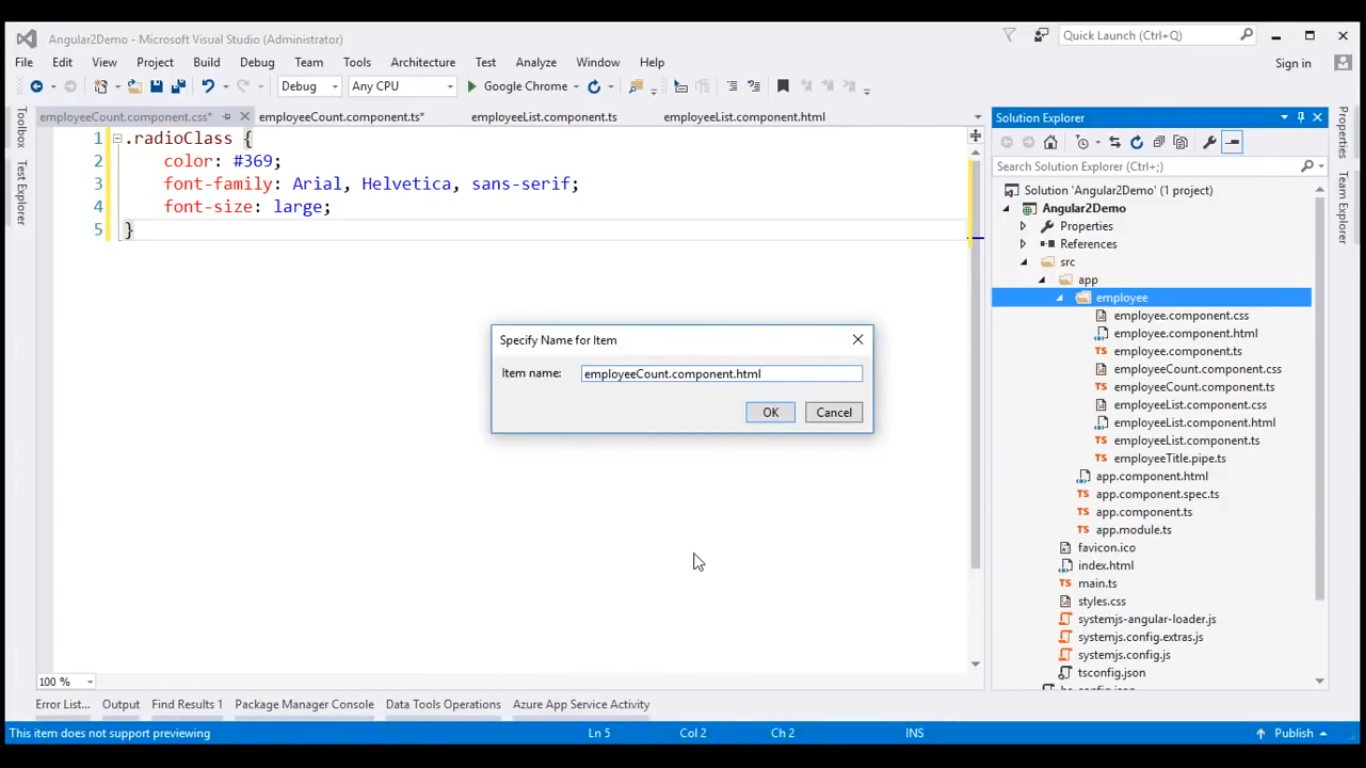 Angular2Demo - Microsoft Visual Studio (Administrator)
Quick Launch (Ctrl+Q)
File Edit View Project Build Debug Team Tools Architecture Test Analyze Window Help
Sign in
Debug Any CPU Google Chrome
employeeCount.component.css* employeeCount.component.ts* employeeList.component.ts employeeList.component.html
Toolbox
Test Explorer
1 .radioClass {
2 color: #369;
3 font-family: Arial, Helvetica, sans-serif;
4 font-size: large;
5 }
Specify Name for Item
Item name: employeeCount.component.html
OK Cancel
Solution Explorer
Search Solution Explorer (Ctrl+;)
Solution 'Angular2Demo' (1 project)
Angular2Demo
Properties
References
src
app
employee
employee.component.css
employee.component.html
employee.component.ts
employeeCount.component.css
employeeCount.component.ts
employeeList.component.css
employeeList.component.html
employeeList.component.ts
employeeTitle.pipe.ts
app.component.html
app.component.spec.ts
app.component.ts
app.module.ts
favicon.ico
index.html
main.ts
styles.css
systemjs-angular-loader.js
systemjs.config.extras.js
systemjs.config.js
tsconfig.json
Properties
Team Explorer
100 %
Error List... Output Find Results 1 Package Manager Console Data Tools Operations Azure App Service Activity
This item does not support previewing Ln 5 Col 2 Ch 2 INS Publish